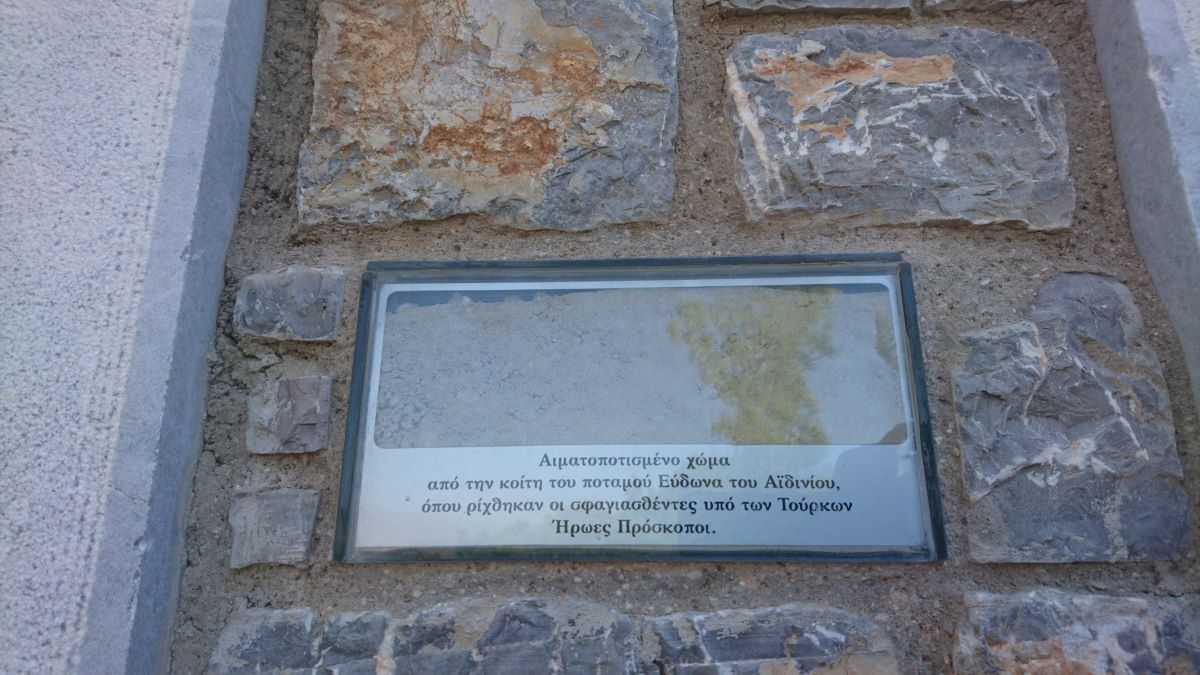 Αιματοποτισμένο χώμα
από την κοίτη του ποταμού Εύδωνα του Αϊδινίου,
όπου ρίχθηκαν οι σφαγιασθέντες υπό των Τούρκων
Ήρωες Πρόσκοποι.